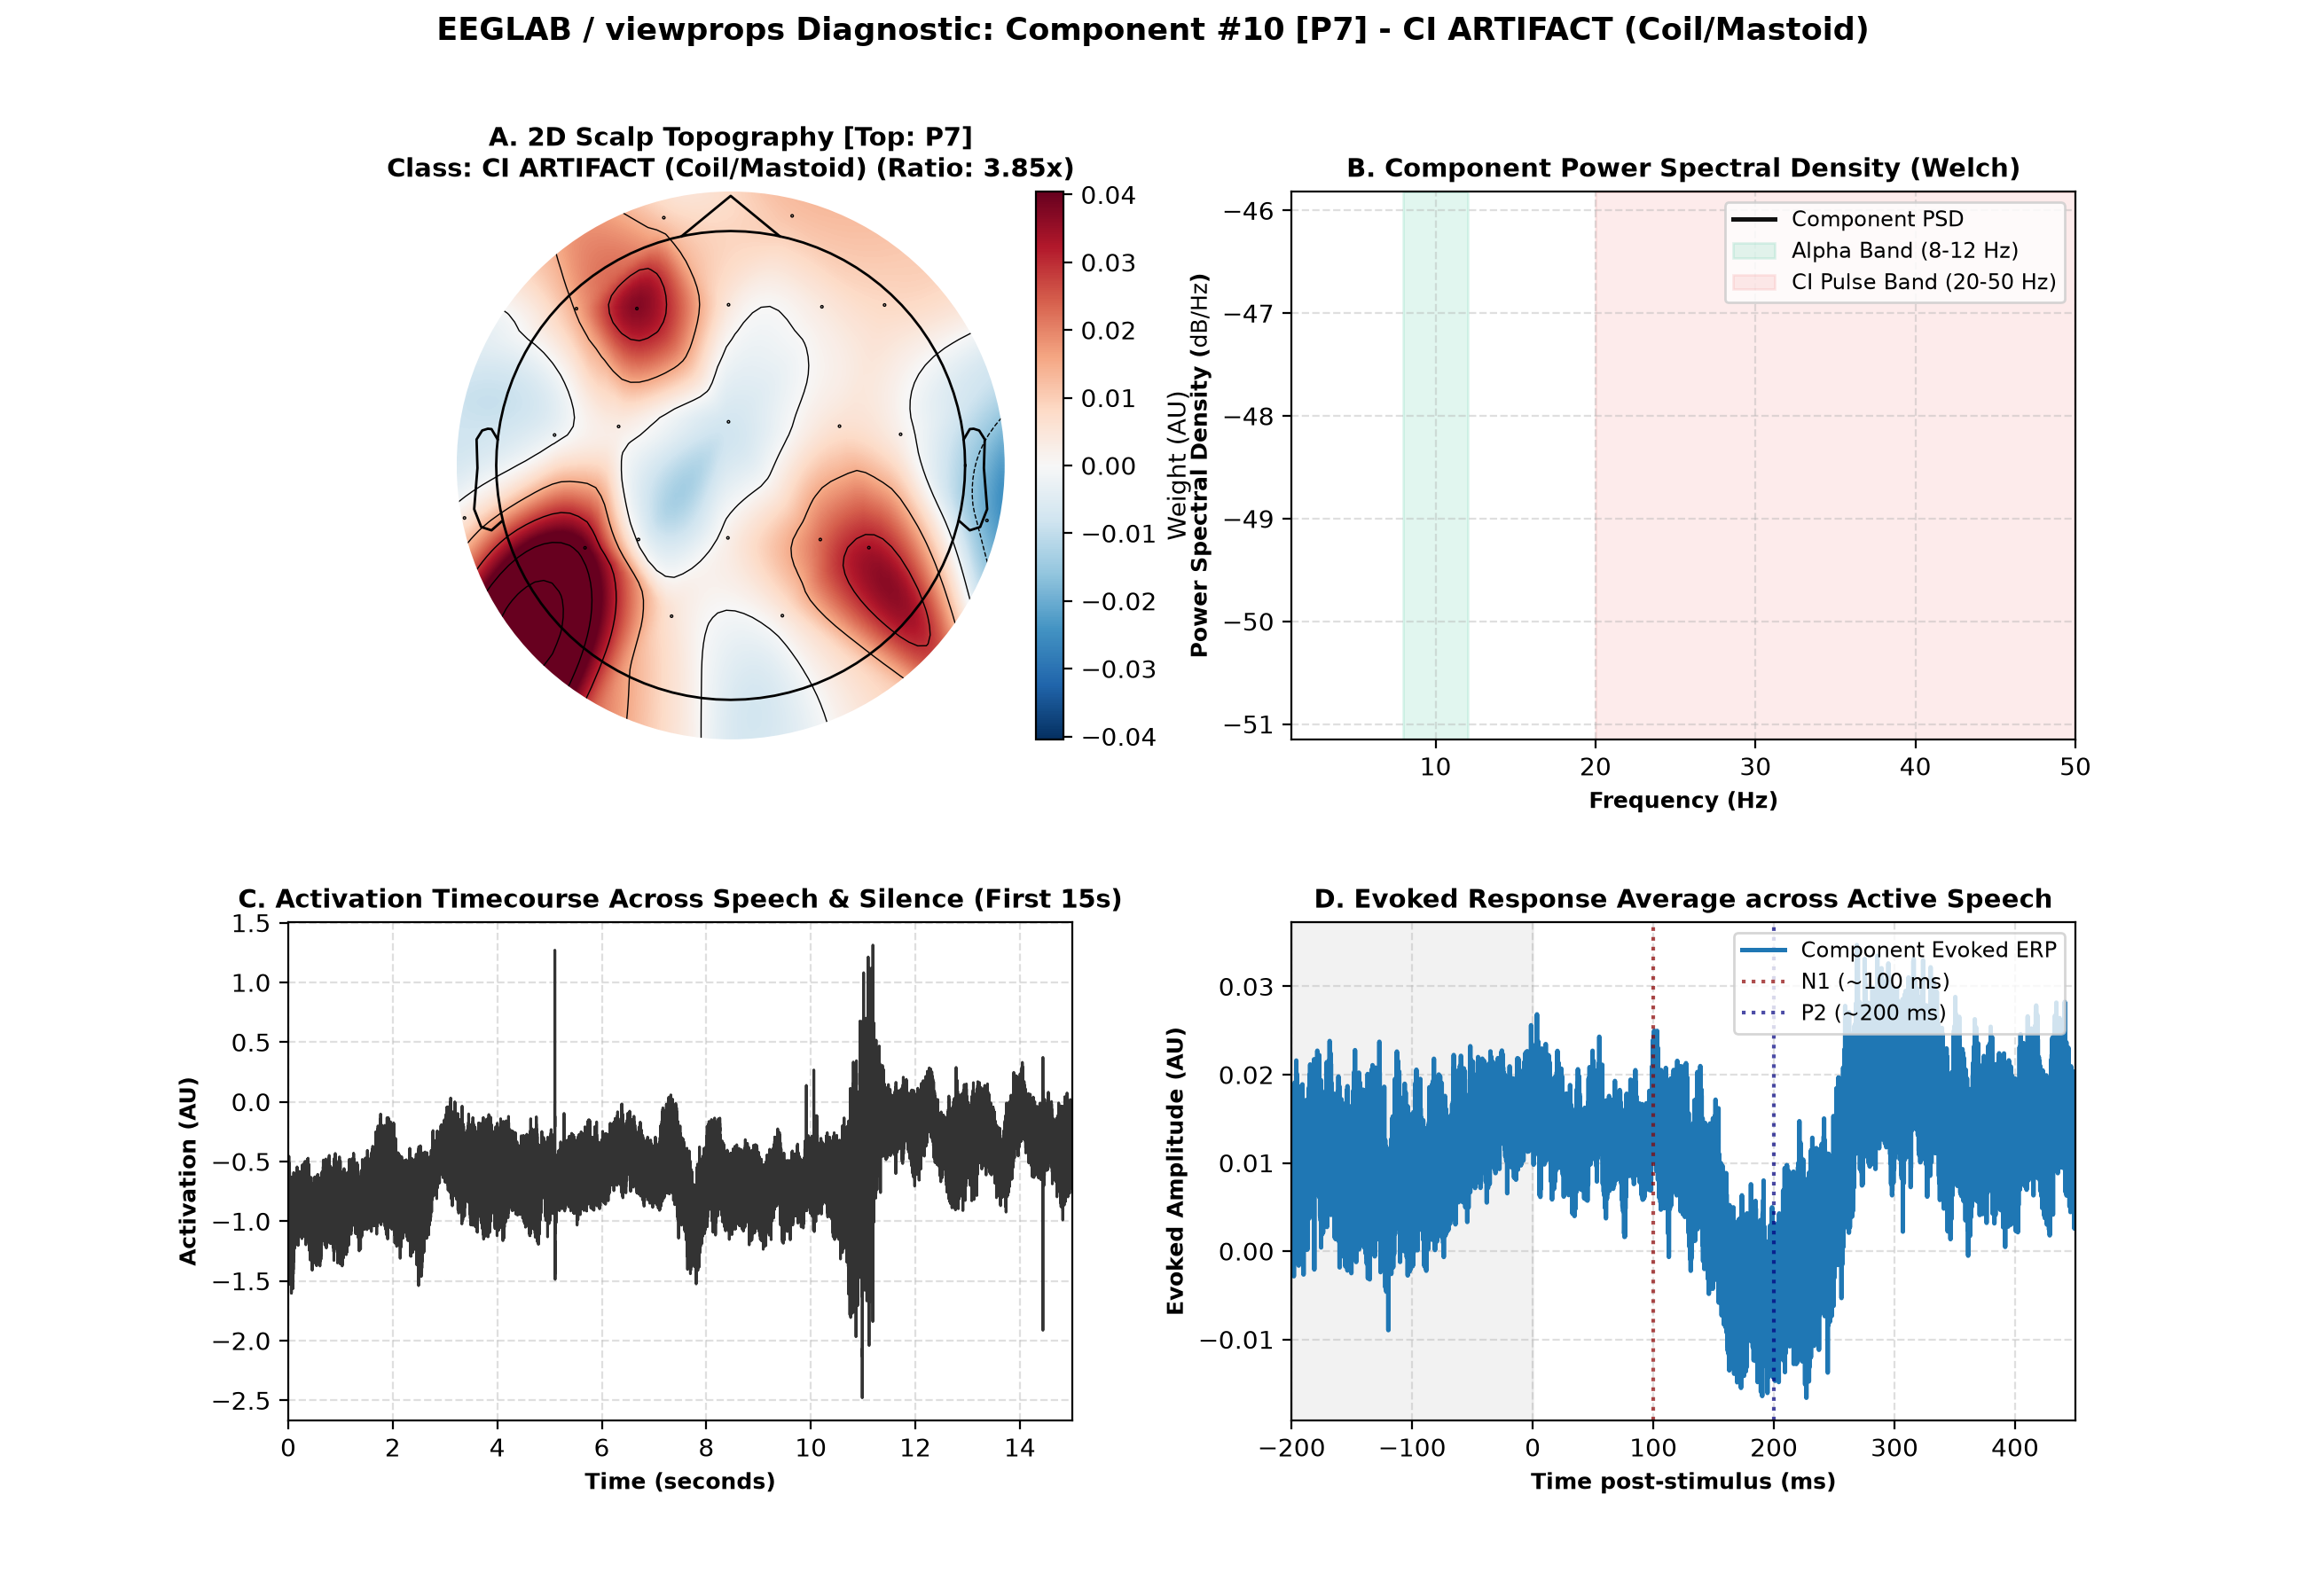 EEGLAB / viewprops Diagnostic: Component #10 [P7] - CI ARTIFACT (Coil/Mastoid)
A. 2D Scalp Topography [Top: P7]
Class: CI ARTIFACT (Coil/Mastoid) (Ratio: 3.85x)
0.04
0.03
0.02
0.01
0.00
−0.01
−0.02
−0.03
−0.04
Weight (AU)
B. Component Power Spectral Density (Welch)
Power Spectral Density (dB/Hz)
−46
−47
−48
−49
−50
−51
Component PSD
Alpha Band (8-12 Hz)
CI Pulse Band (20-50 Hz)
10 20 30 40 50
Frequency (Hz)
C. Activation Timecourse Across Speech & Silence (First 15s)
Activation (AU)
1.5
1.0
0.5
0.0
−0.5
−1.0
−1.5
−2.0
−2.5
0 2 4 6 8 10 12 14
Time (seconds)
D. Evoked Response Average across Active Speech
Evoked Amplitude (AU)
0.03
0.02
0.01
0.00
−0.01
Component Evoked ERP
N1 (~100 ms)
P2 (~200 ms)
−200 −100 0 100 200 300 400
Time post-stimulus (ms)